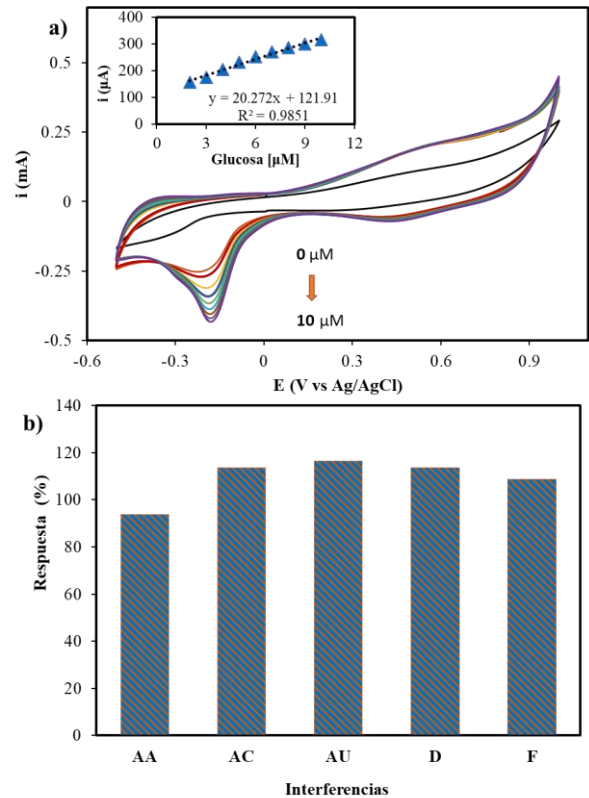 a)
400
300
200
100
0
i (µA)
y = 20.272x + 121.91
R² = 0.9851
0 3 6 9 12
Glucosa [µM]
0.5
0.25
0
-0.25
-0.5
i (mA)
0 µM
10 µM
-0.6 -0.3 0 0.3 0.6 0.9
E (V vs Ag/AgCl)
b)
140
120
100
80
60
40
20
0
Respuesta (%)
AA AC AU D F
Interferencias